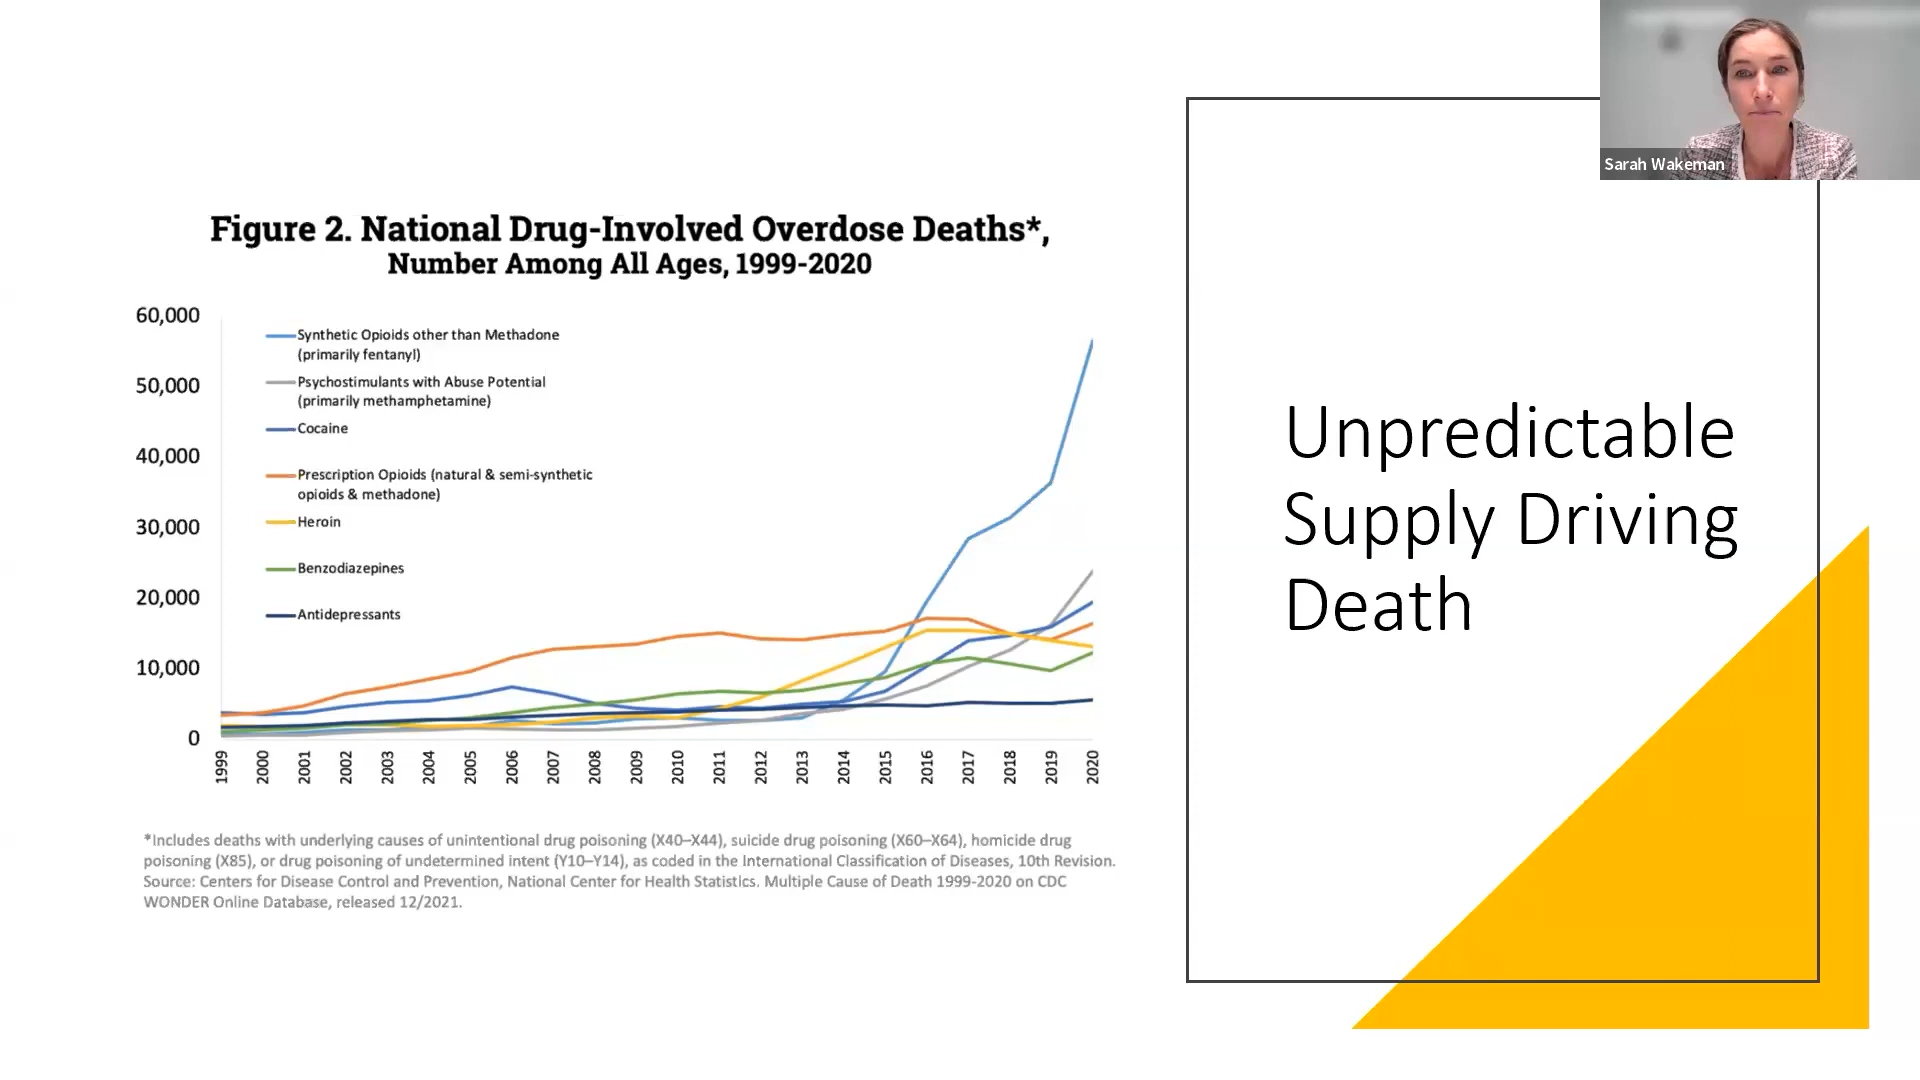 Sarah Wakeman
Figure 2. National Drug-Involved Overdose Deaths*,
Number Among All Ages, 1999-2020
60,000
50,000
40,000
30,000
20,000
10,000
0
Synthetic Opioids other than Methadone
(primarily fentanyl)
Psychostimulants with Abuse Potential
(primarily methamphetamine)
Cocaine
Prescription Opioids (natural & semi-synthetic
opioids & methadone)
Heroin
Benzodiazepines
Antidepressants
1999
2000
2001
2002
2003
2004
2005
2006
2007
2008
2009
2010
2011
2012
2013
2014
2015
2016
2017
2018
2019
2020
*Includes deaths with underlying causes of unintentional drug poisoning (X40–X44), suicide drug poisoning (X60–X64), homicide drug
poisoning (X85), or drug poisoning of undetermined intent (Y10–Y14), as coded in the International Classification of Diseases, 10th Revision.
Source: Centers for Disease Control and Prevention, National Center for Health Statistics. Multiple Cause of Death 1999-2020 on CDC
WONDER Online Database, released 12/2021.
Unpredictable
Supply Driving
Death